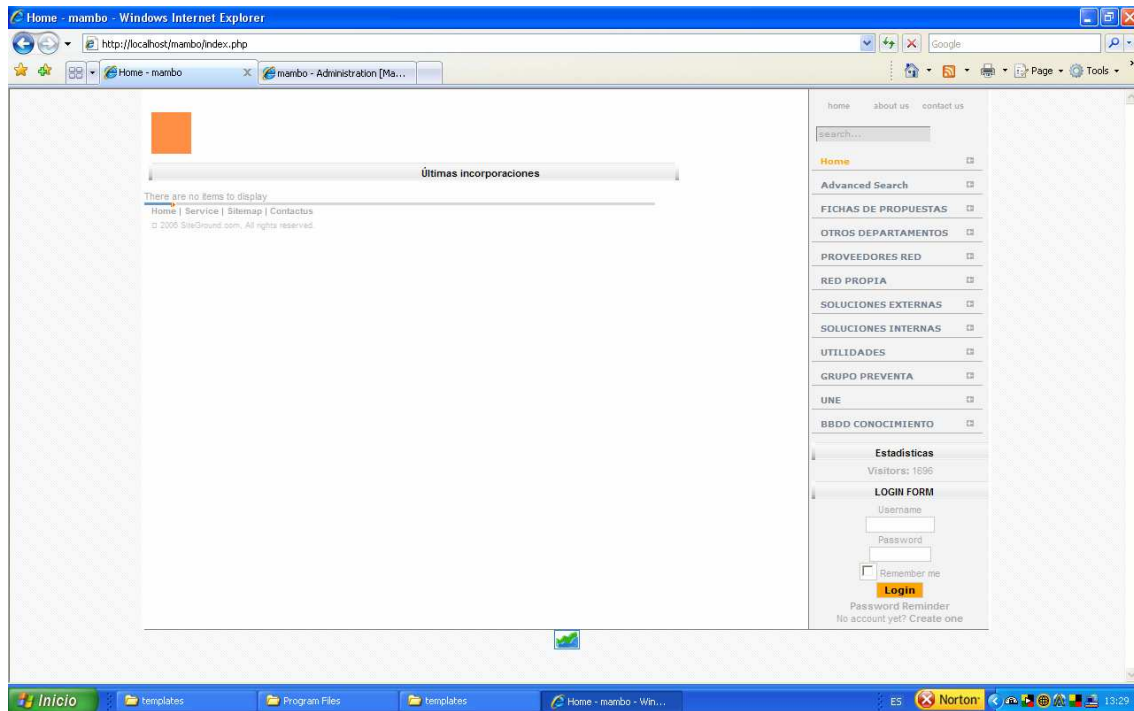 Home - mambo - Windows Internet Explorer
http://localhost/mambo/index.php
Google
Home - mambo
mambo - Administration [Ma...
Page
Tools
home about us contact us
search...
Últimas incorporaciones
There are no items to display
Home | Service | Sitemap | Contactus
© 2006 SiteGround.com, All rights reserved.
Home
Advanced Search
FICHAS DE PROPUESTAS
OTROS DEPARTAMENTOS
PROVEEDORES RED
RED PROPIA
SOLUCIONES EXTERNAS
SOLUCIONES INTERNAS
UTILIDADES
GRUPO PREVENTA
UNE
BBDD CONOCIMIENTO
Estadísticas
Visitors: 1696
LOGIN FORM
Username
Password
Remember me
Login
Password Reminder
No account yet? Create one
Inicio
templates
Program Files
templates
Home - mambo - Win...
ES
Norton
13:29